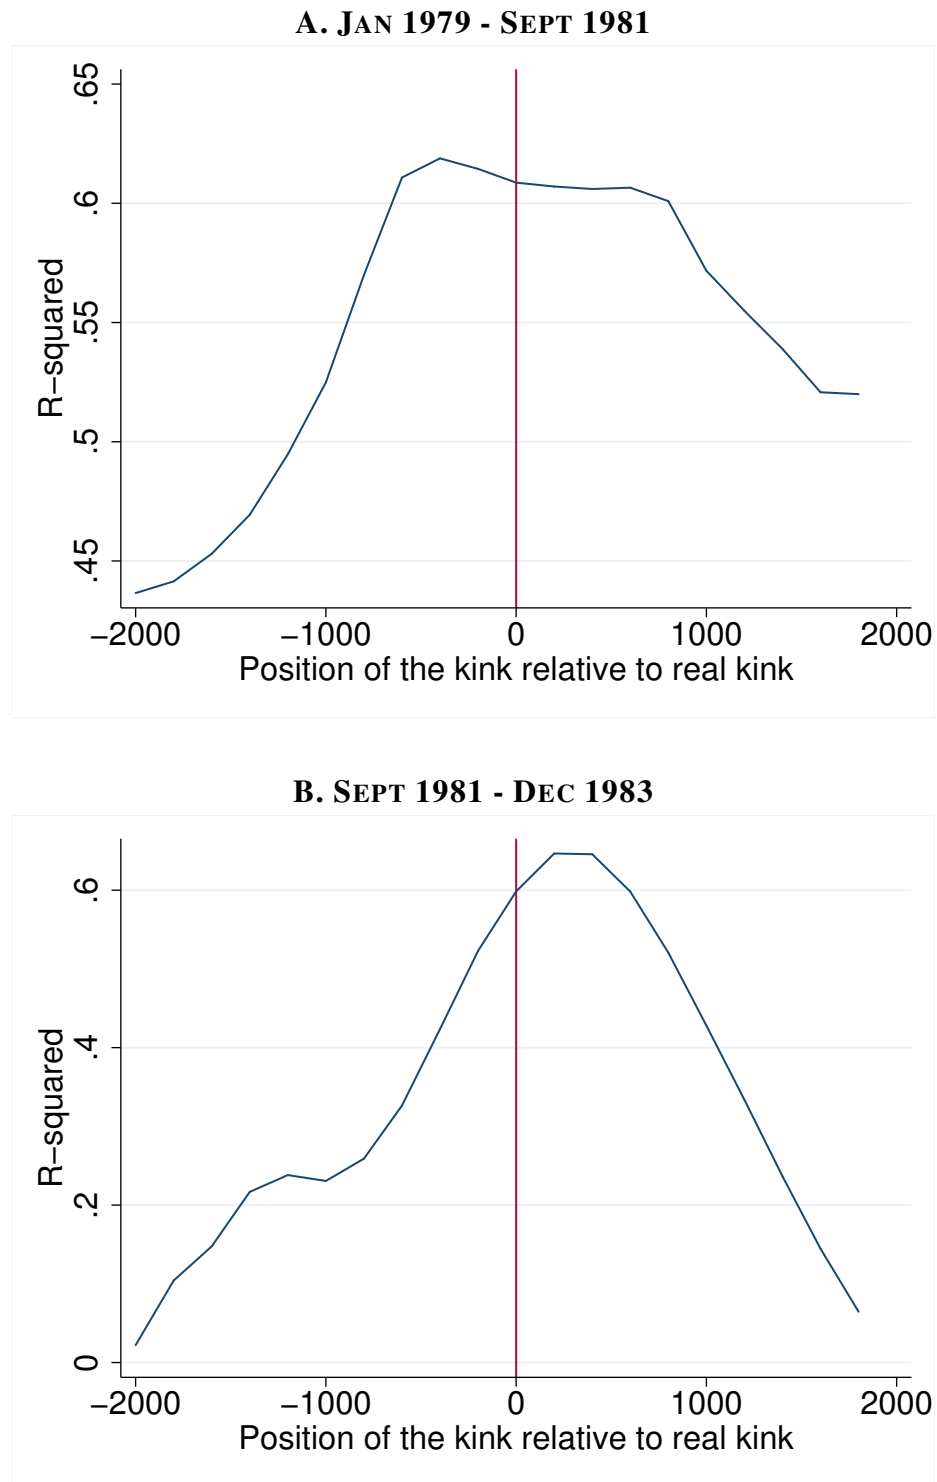 A. JAN 1979 - SEPT 1981
.65
.6
.55
.5
.45
R−squared
−2000 −1000 0 1000 2000
Position of the kink relative to real kink
B. SEPT 1981 - DEC 1983
.6
.4
.2
0
R−squared
−2000 −1000 0 1000 2000
Position of the kink relative to real kink